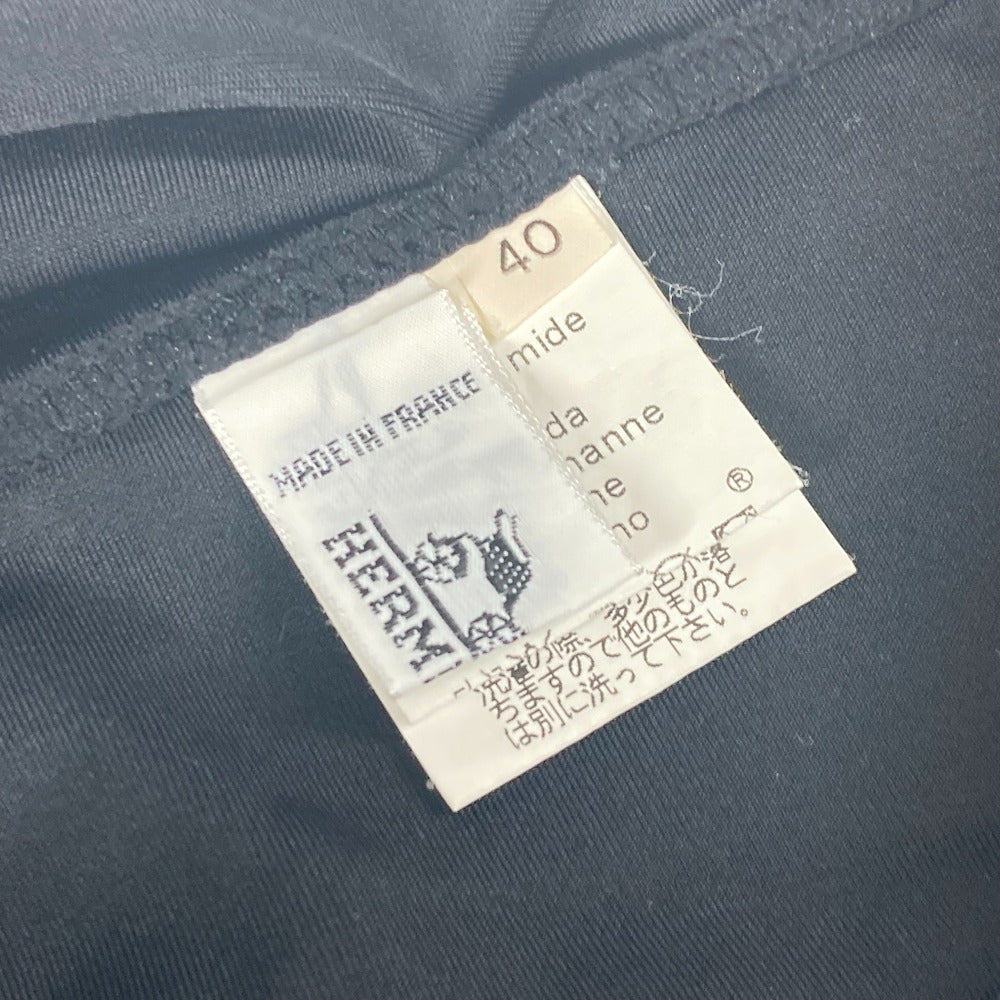 40
mide
da
hanne
ne
no
®
MADE IN FRANCE
HERM
洗濯の際、多少色が落
ちますので他のものと
は別に洗って下さい。